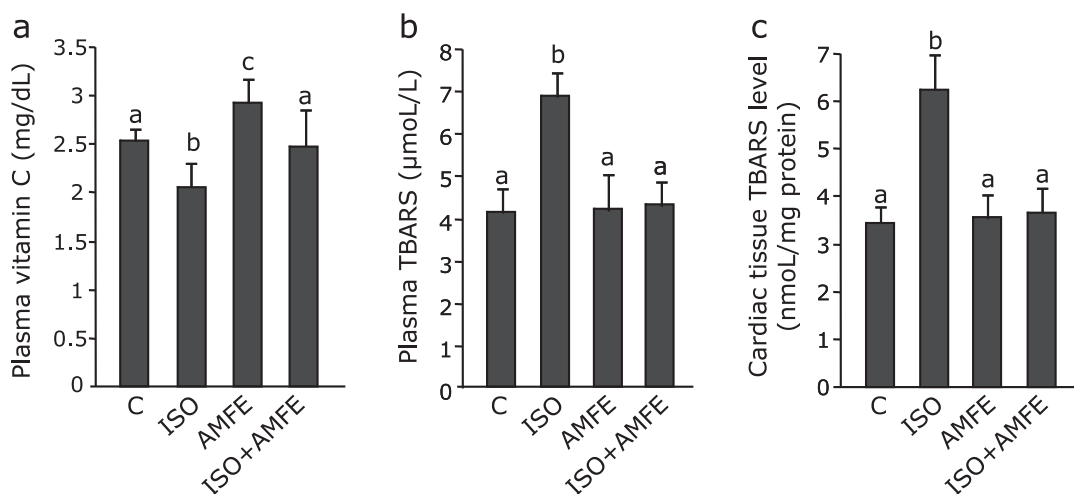 a
Plasma vitamin C (mg/dL)
3.5
3
2.5
2
1.5
1
0.5
0
a
b
c
a
C
ISO
AMFE
ISO+AMFE
b
Plasma TBARS (µmoL/L)
8
7
6
5
4
3
2
1
0
a
b
a
a
C
ISO
AMFE
ISO+AMFE
c
Cardiac tissue TBARS level
(nmoL/mg protein)
7
6
5
4
3
2
1
0
a
b
a
a
C
ISO
AMFE
ISO+AMFE